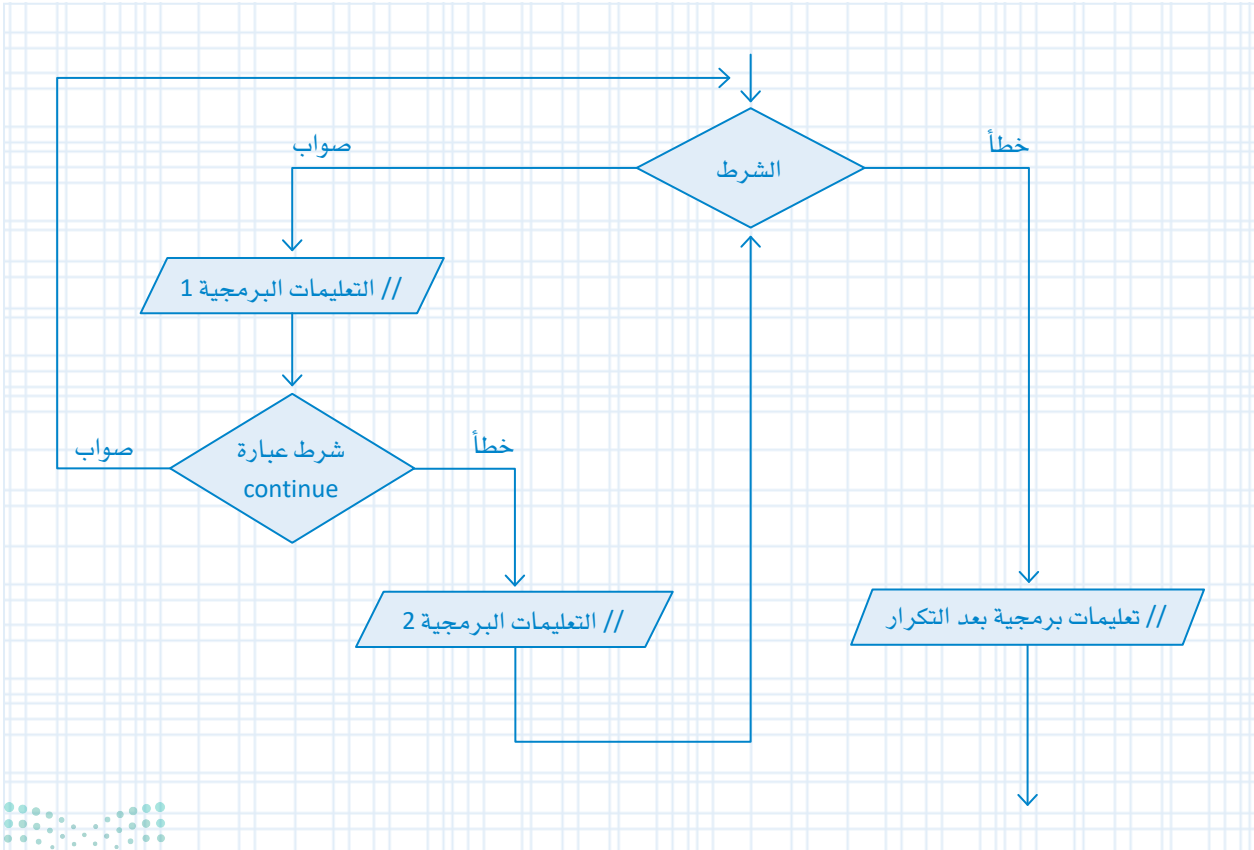 خطأ
صواب
الشرط
// التعليمات البرمجية 1
شرط عبارة
continue
صواب
خطأ
// التعليمات البرمجية 2
// تعليمات برمجية بعد التكرار